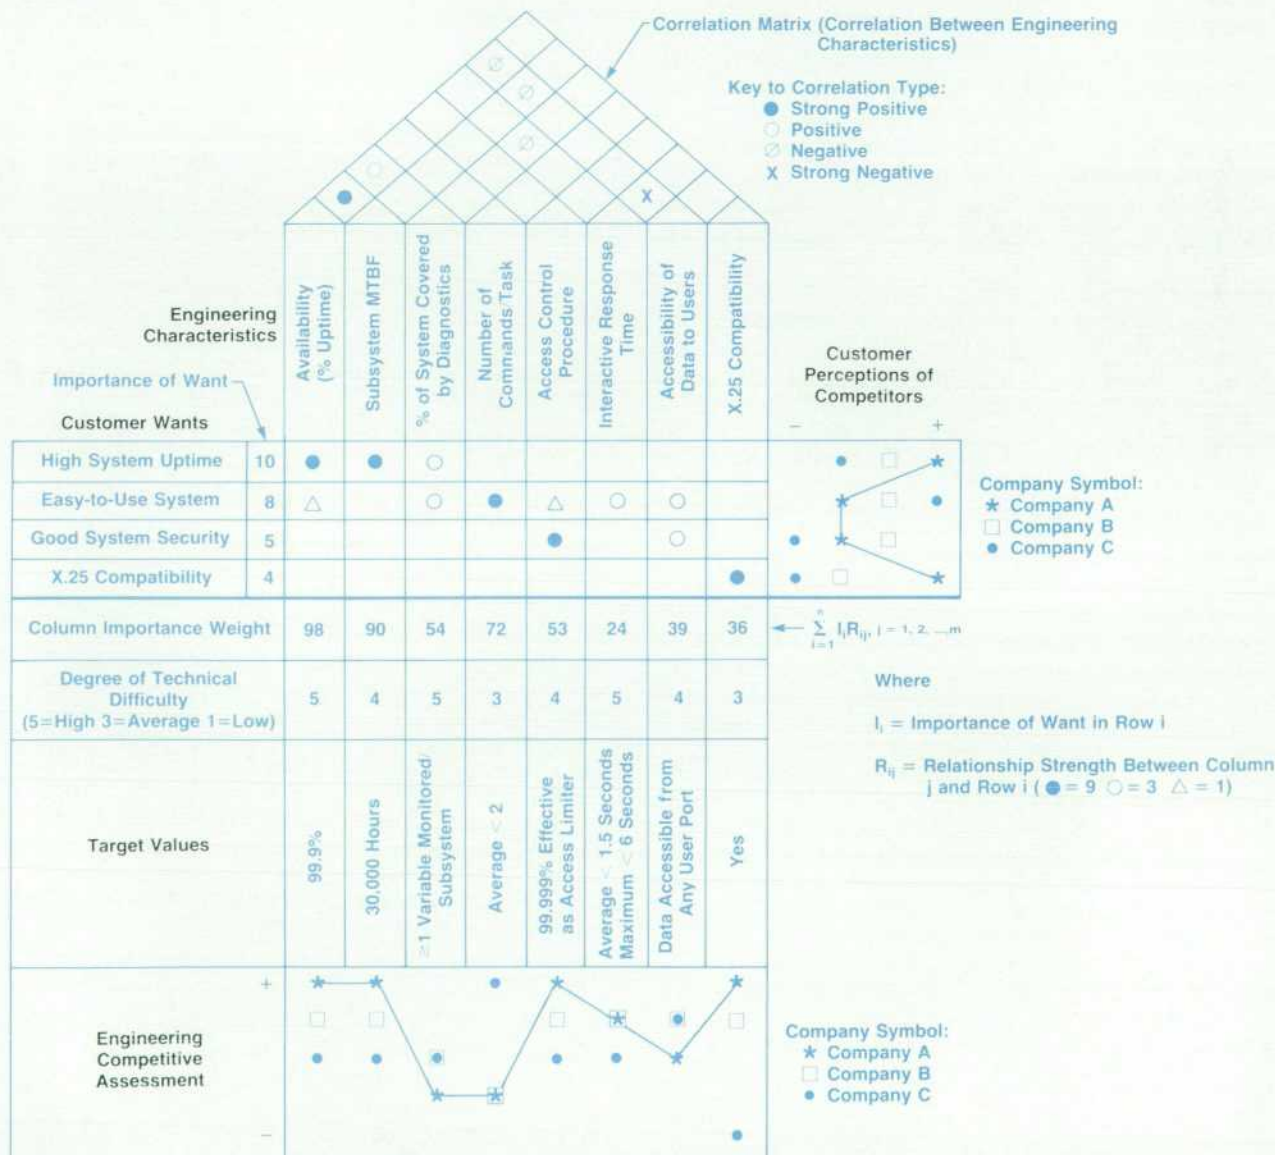 Correlation Matrix (Correlation Between Engineering
Characteristics)
Key to Correlation Type:
Strong Positive
Positive
Negative
X Strong Negative
X
Engineering
Characteristics
Availability
(% Uptime)
Subsystem MTBF
% of System Covered
by Diagnostics
Number of
Commands/Task
Access Control
Procedure
Interactive Response
Time
Accessibility of
Data to Users
X.25 Compatibility
Customer
Perceptions of
Competitors
− +
Importance of Want
Customer Wants
High System Uptime 10
Easy-to-Use System 8
Good System Security 5
X.25 Compatibility 4
Company Symbol:
★ Company A
□ Company B
● Company C
Column Importance Weight 98 90 54 72 53 24 39 36
n
∑ IᵢRᵢⱼ, j = 1, 2, ...m
i=1
Degree of Technical
Difficulty
(5=High 3=Average 1=Low)
5 4 5 3 4 5 4 3
Where
Iᵢ = Importance of Want in Row i
Rᵢⱼ = Relationship Strength Between Column
j and Row i (● = 9 ○ = 3 △ = 1)
Target Values
99.9%
30,000 Hours
≥1 Variable Monitored/
Subsystem
Average < 2
99.999% Effective
as Access Limiter
Average < 1.5 Seconds
Maximum < 6 Seconds
Data Accessible from
Any User Port
Yes
Engineering
Competitive
Assessment
+
−
Company Symbol:
★ Company A
□ Company B
● Company C